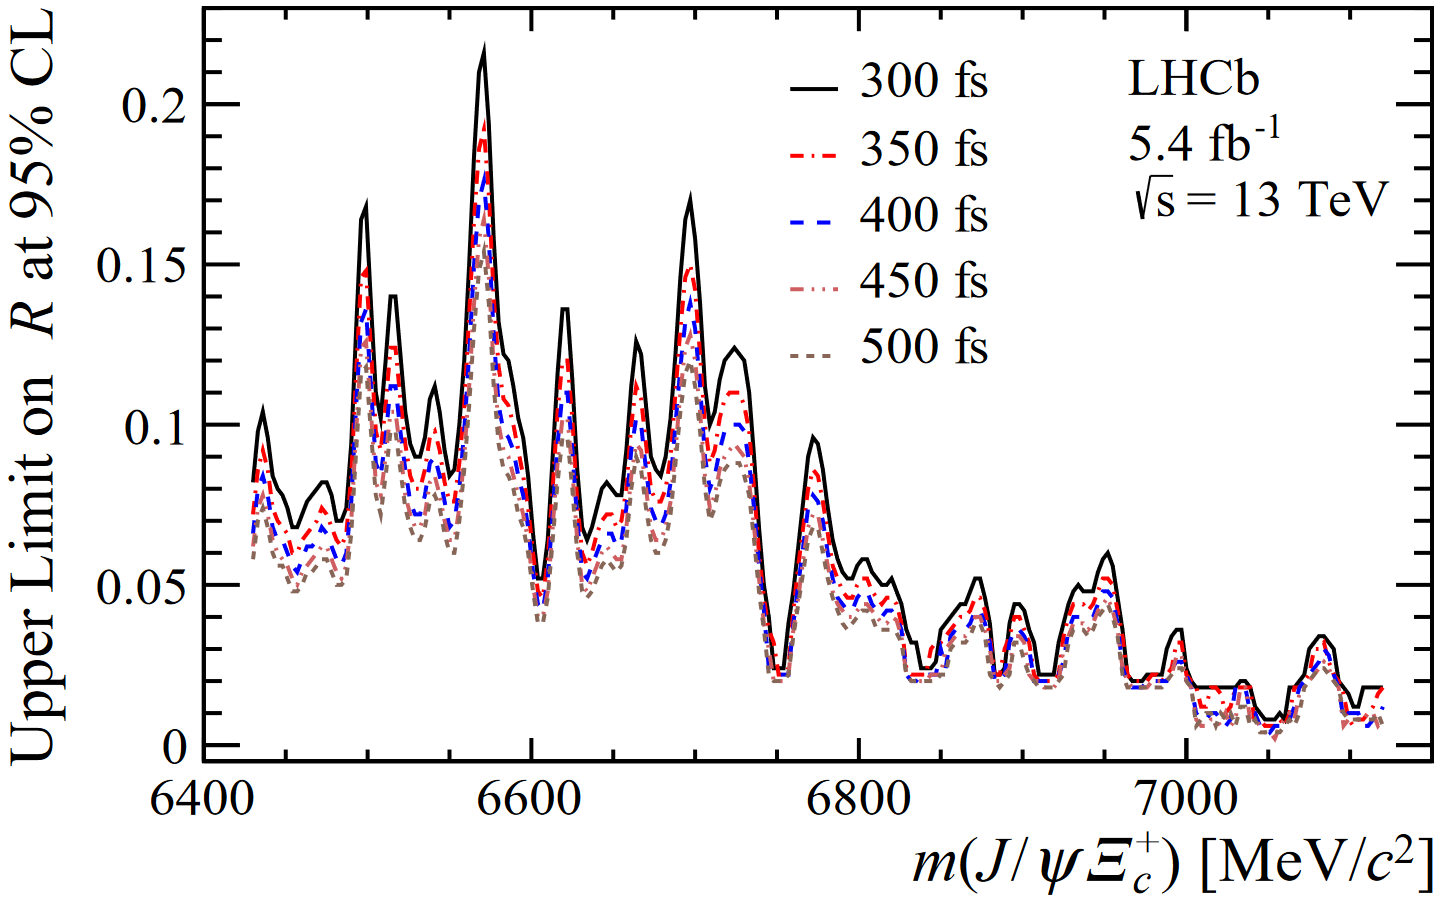 Upper Limit on R at 95% CL
0.2
0.15
0.1
0.05
0
300 fs
350 fs
400 fs
450 fs
500 fs
LHCb
5.4 fb⁻¹
√s = 13 TeV
6400 6600 6800 7000
m(J/ψΞ_c^+) [MeV/c²]